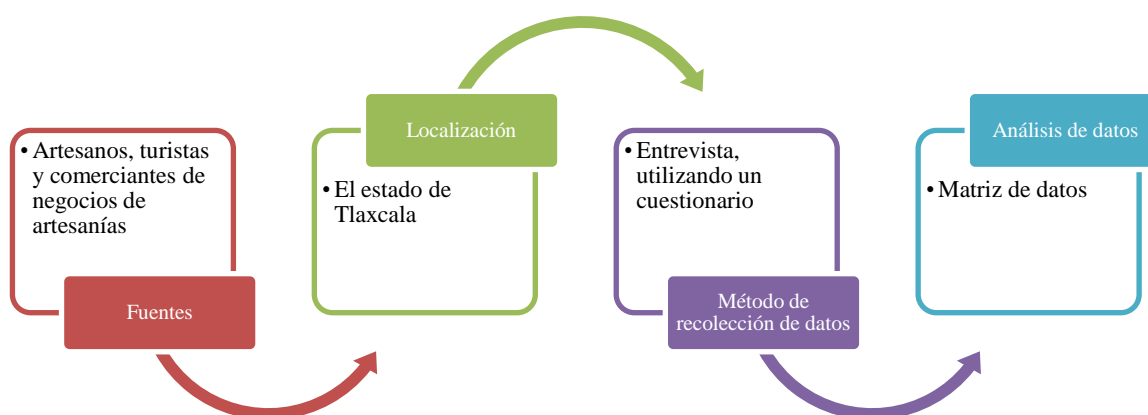 • Artesanos, turistas
y comerciantes de
negocios de
artesanías
Fuentes
Localización
• El estado de
Tlaxcala
• Entrevista,
utilizando un
cuestionario
Método de
recolección de datos
Análisis de datos
• Matriz de datos